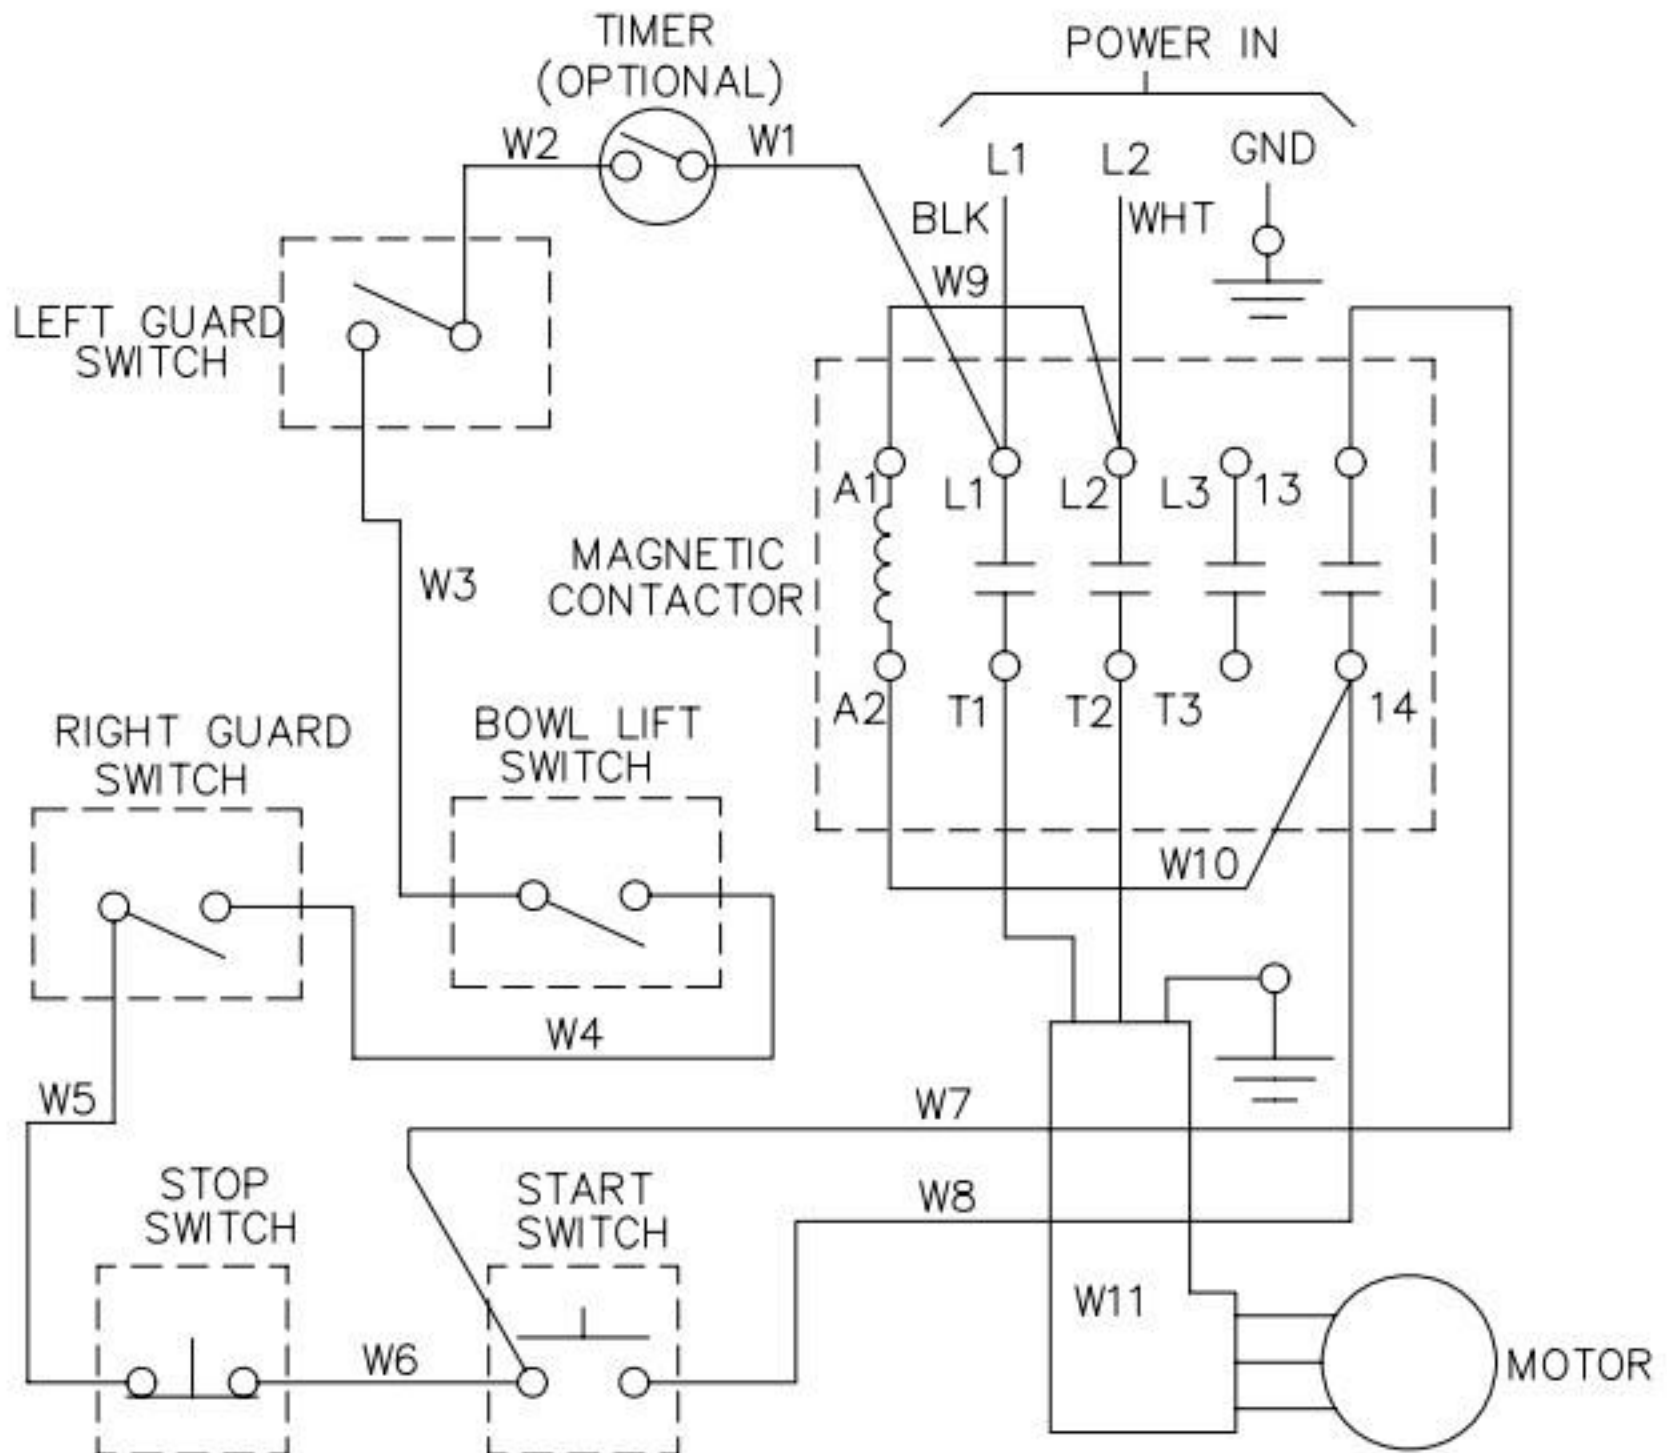 TIMER
(OPTIONAL)
POWER IN
W2
W1
L1
L2
GND
BLK
WHT
W9
LEFT GUARD
SWITCH
A1
L1
L2
L3
13
MAGNETIC
CONTACTOR
W3
A2
T1
T2
T3
14
RIGHT GUARD
SWITCH
BOWL LIFT
SWITCH
W10
W4
W5
W7
STOP
SWITCH
START
SWITCH
W8
W11
W6
MOTOR